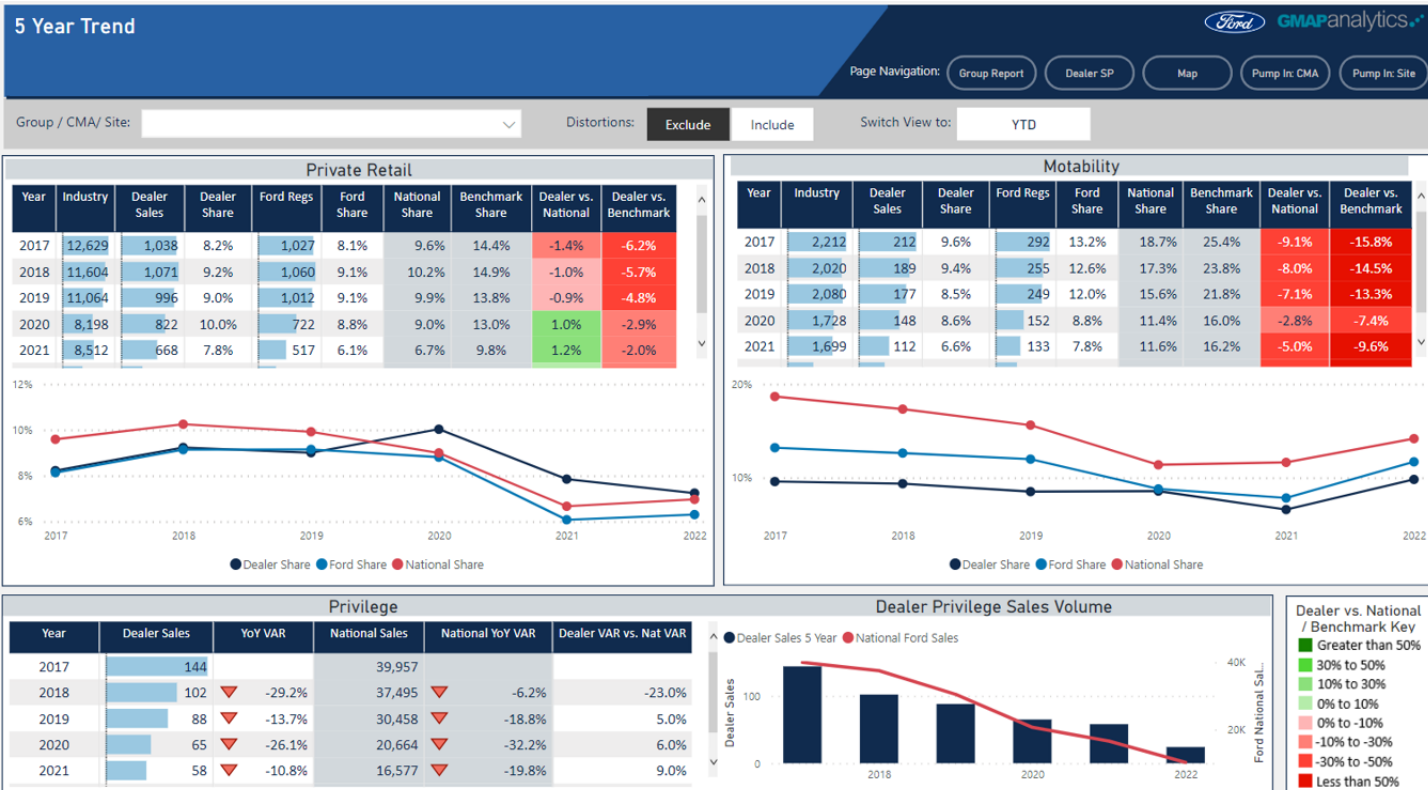 5 Year Trend
Ford GMAPanalytics
Page Navigation: Group Report Dealer SP Map Pump In: CMA Pump In: Site
Group / CMA/ Site: Distortions: Exclude Include Switch View to: YTD
Private Retail
Year Industry Dealer Sales Dealer Share Ford Regs Ford Share National Share Benchmark Share Dealer vs. National Dealer vs. Benchmark
2017 12,629 1,038 8.2% 1,027 8.1% 9.6% 14.4% -1.4% -6.2%
2018 11,604 1,071 9.2% 1,060 9.1% 10.2% 14.9% -1.0% -5.7%
2019 11,064 996 9.0% 1,012 9.1% 9.9% 13.8% -0.9% -4.8%
2020 8,198 822 10.0% 722 8.8% 9.0% 13.0% 1.0% -2.9%
2021 8,512 668 7.8% 517 6.1% 6.7% 9.8% 1.2% -2.0%
12%
10%
8%
6%
2017 2018 2019 2020 2021 2022
Dealer Share Ford Share National Share
Motability
Year Industry Dealer Sales Dealer Share Ford Regs Ford Share National Share Benchmark Share Dealer vs. National Dealer vs. Benchmark
2017 2,212 212 9.6% 292 13.2% 18.7% 25.4% -9.1% -15.8%
2018 2,020 189 9.4% 255 12.6% 17.3% 23.8% -8.0% -14.5%
2019 2,080 177 8.5% 249 12.0% 15.6% 21.8% -7.1% -13.3%
2020 1,728 148 8.6% 152 8.8% 11.4% 16.0% -2.8% -7.4%
2021 1,699 112 6.6% 133 7.8% 11.6% 16.2% -5.0% -9.6%
20%
10%
2017 2018 2019 2020 2021 2022
Dealer Share Ford Share National Share
Privilege
Year Dealer Sales YoY VAR National Sales National YoY VAR Dealer VAR vs. Nat VAR
2017 144 39,957
2018 102 -29.2% 37,495 -6.2% -23.0%
2019 88 -13.7% 30,458 -18.8% 5.0%
2020 65 -26.1% 20,664 -32.2% 6.0%
2021 58 -10.8% 16,577 -19.8% 9.0%
Dealer Privilege Sales Volume
Dealer Sales 5 Year National Ford Sales
Dealer Sales
100
0
40K
20K
Ford National Sal...
2018 2020 2022
Dealer vs. National
/ Benchmark Key
Greater than 50%
30% to 50%
10% to 30%
0% to 10%
0% to -10%
-10% to -30%
-30% to -50%
Less than 50%